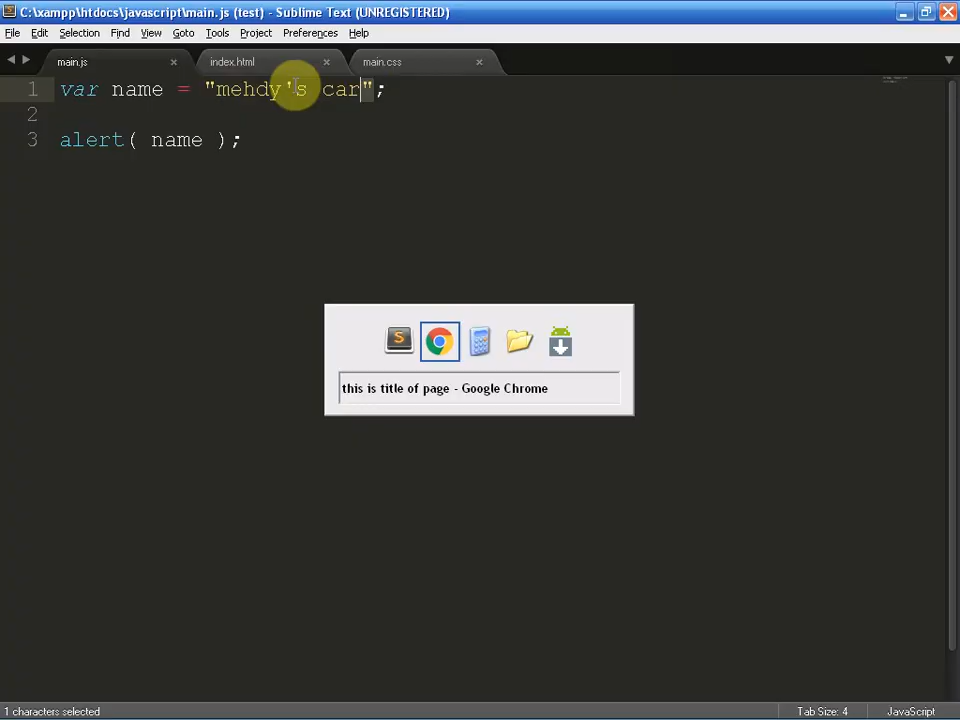 C:\xampp\htdocs\javascript\main.js (test) - Sublime Text (UNREGISTERED)
File Edit Selection Find View Goto Tools Project Preferences Help
main.js index.html main.css
1 var name = "mehdy's car";
2
3 alert( name );
this is title of page - Google Chrome
1 characters selected Tab Size: 4 JavaScript